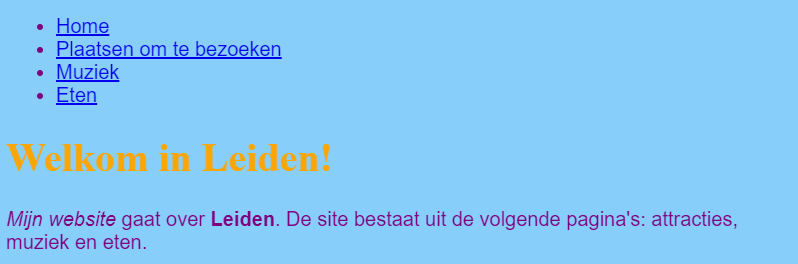 Home
Plaatsen om te bezoeken
Muziek
Eten
Welkom in Leiden!
Mijn website gaat over Leiden. De site bestaat uit de volgende pagina's: attracties,
muziek en eten.